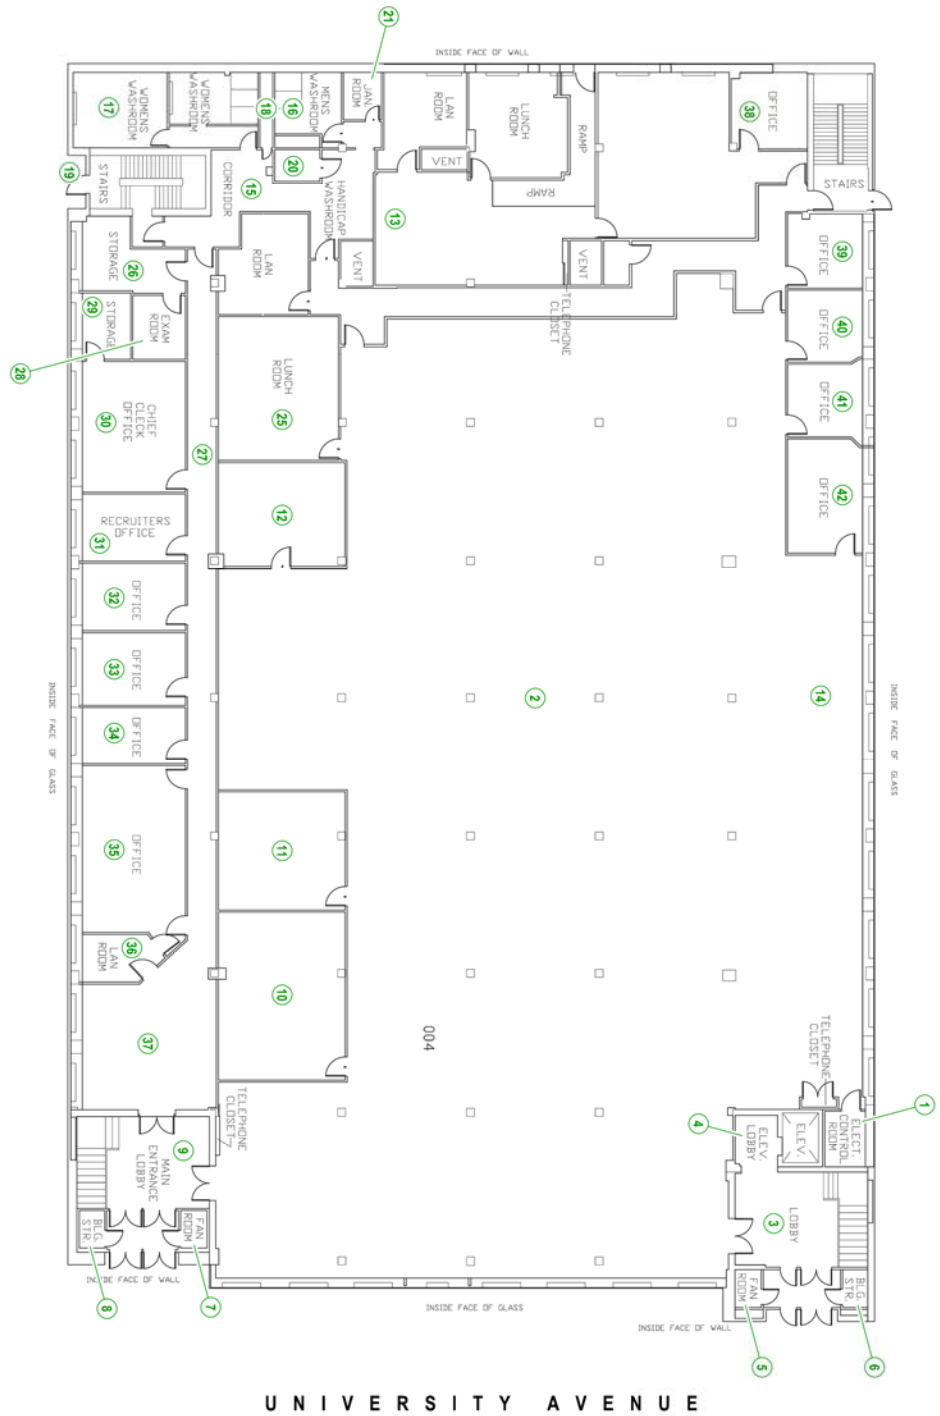 21
INSIDE FACE OF WALL
17
WOMENS
WASHROOM
WOMENS
WASHROOM
18
16
MENS
WASHROOM
JAN.
ROOM
LAN
ROOM
LUNCH
ROOM
RAMP
38
OFFICE
VENT
20
19
STAIRS
15
CORRIDOR
HANDICAP
WASHROOM
13
RAMP
STAIRS
STORAGE
26
LAN
ROOM
VENT
VENT
39
OFFICE
29
STORAGE
EXAM
ROOM
TELEPHONE
CLOSET
40
OFFICE
28
LUNCH
ROOM
25
30
CHIEF
CLECK
OFFICE
27
41
OFFICE
12
42
OFFICE
RECRUITERS
OFFICE
31
32
OFFICE
33
OFFICE
34
OFFICE
INSIDE FACE OF GLASS
2
14
INSIDE FACE OF GLASS
35
OFFICE
11
36
LAN
ROOM
10
37
004
TELEPHONE
CLOSET
TELEPHONE
CLOSET
1
4
ELEV.
LOBBY
ELEV.
ELECT.
CONTROL
ROOM
9
MAIN
ENTRANCE
LOBBY
3
LOBBY
BLG.
STR.
FAN
ROOM
FAN
ROOM
BLG.
STR.
INSIDE FACE OF WALL
8
7
INSIDE FACE OF GLASS
INSIDE FACE OF WALL
5
6
UNIVERSITY AVENUE